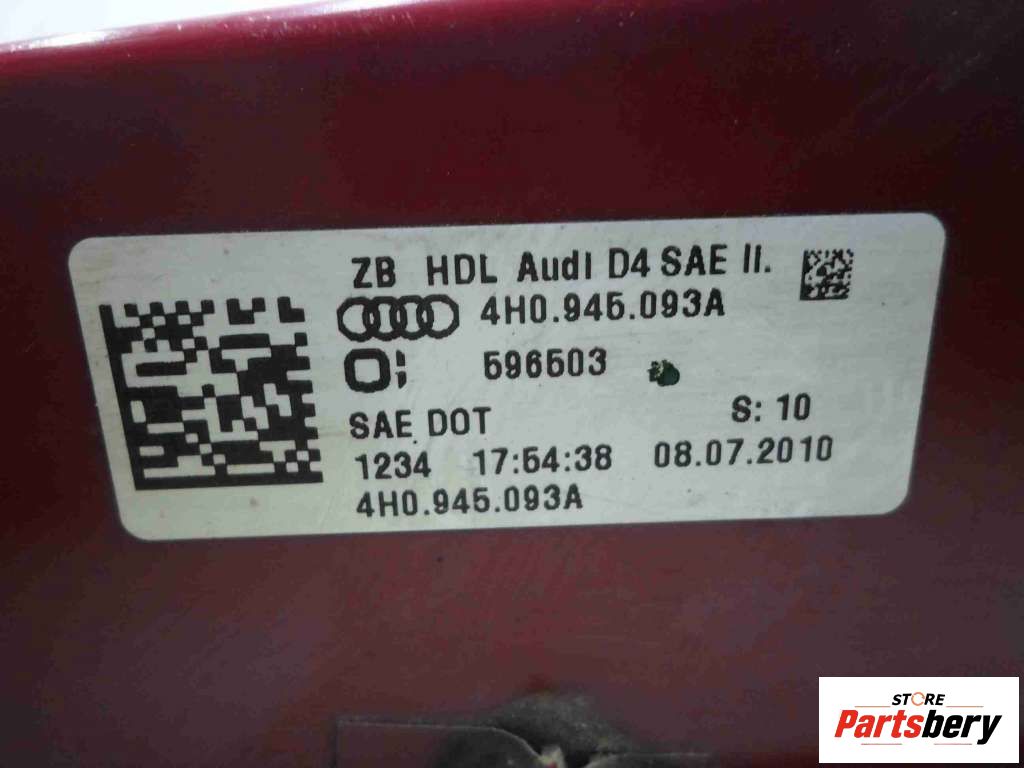 ZB HDL Audi D4 SAE II.
4H0.945.093A
596503
SAE DOT S: 10
1234 17:54:38 08.07.2010
4H0.945.093A
STORE
Partsbery